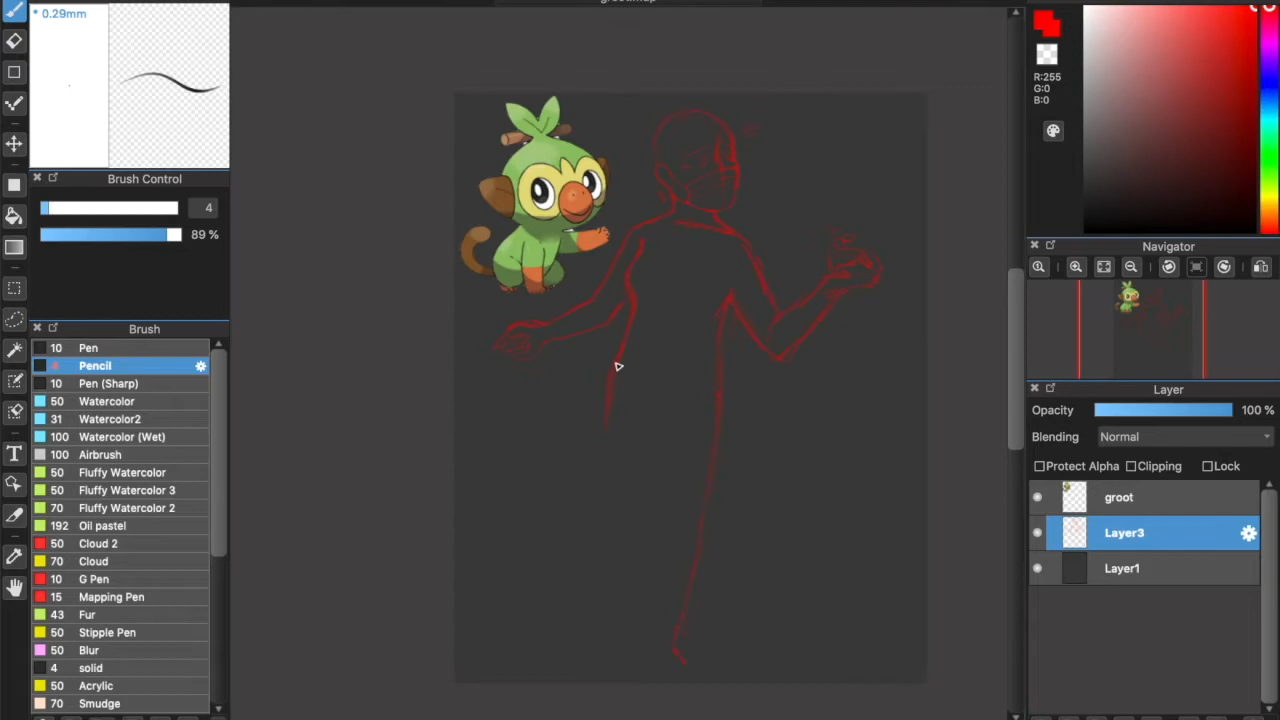 * 0.29mm
Brush Control
4
89 %
Brush
10 Pen
4 Pencil
10 Pen (Sharp)
50 Watercolor
31 Watercolor2
100 Watercolor (Wet)
100 Airbrush
50 Fluffy Watercolor
50 Fluffy Watercolor 3
70 Fluffy Watercolor 2
192 Oil pastel
50 Cloud 2
70 Cloud
10 G Pen
15 Mapping Pen
43 Fur
50 Stipple Pen
50 Blur
4 solid
50 Acrylic
70 Smudge
R:255
G:0
B:0
Navigator
Layer
Opacity 100 %
Blending Normal
Protect Alpha Clipping Lock
groot
Layer3
Layer1